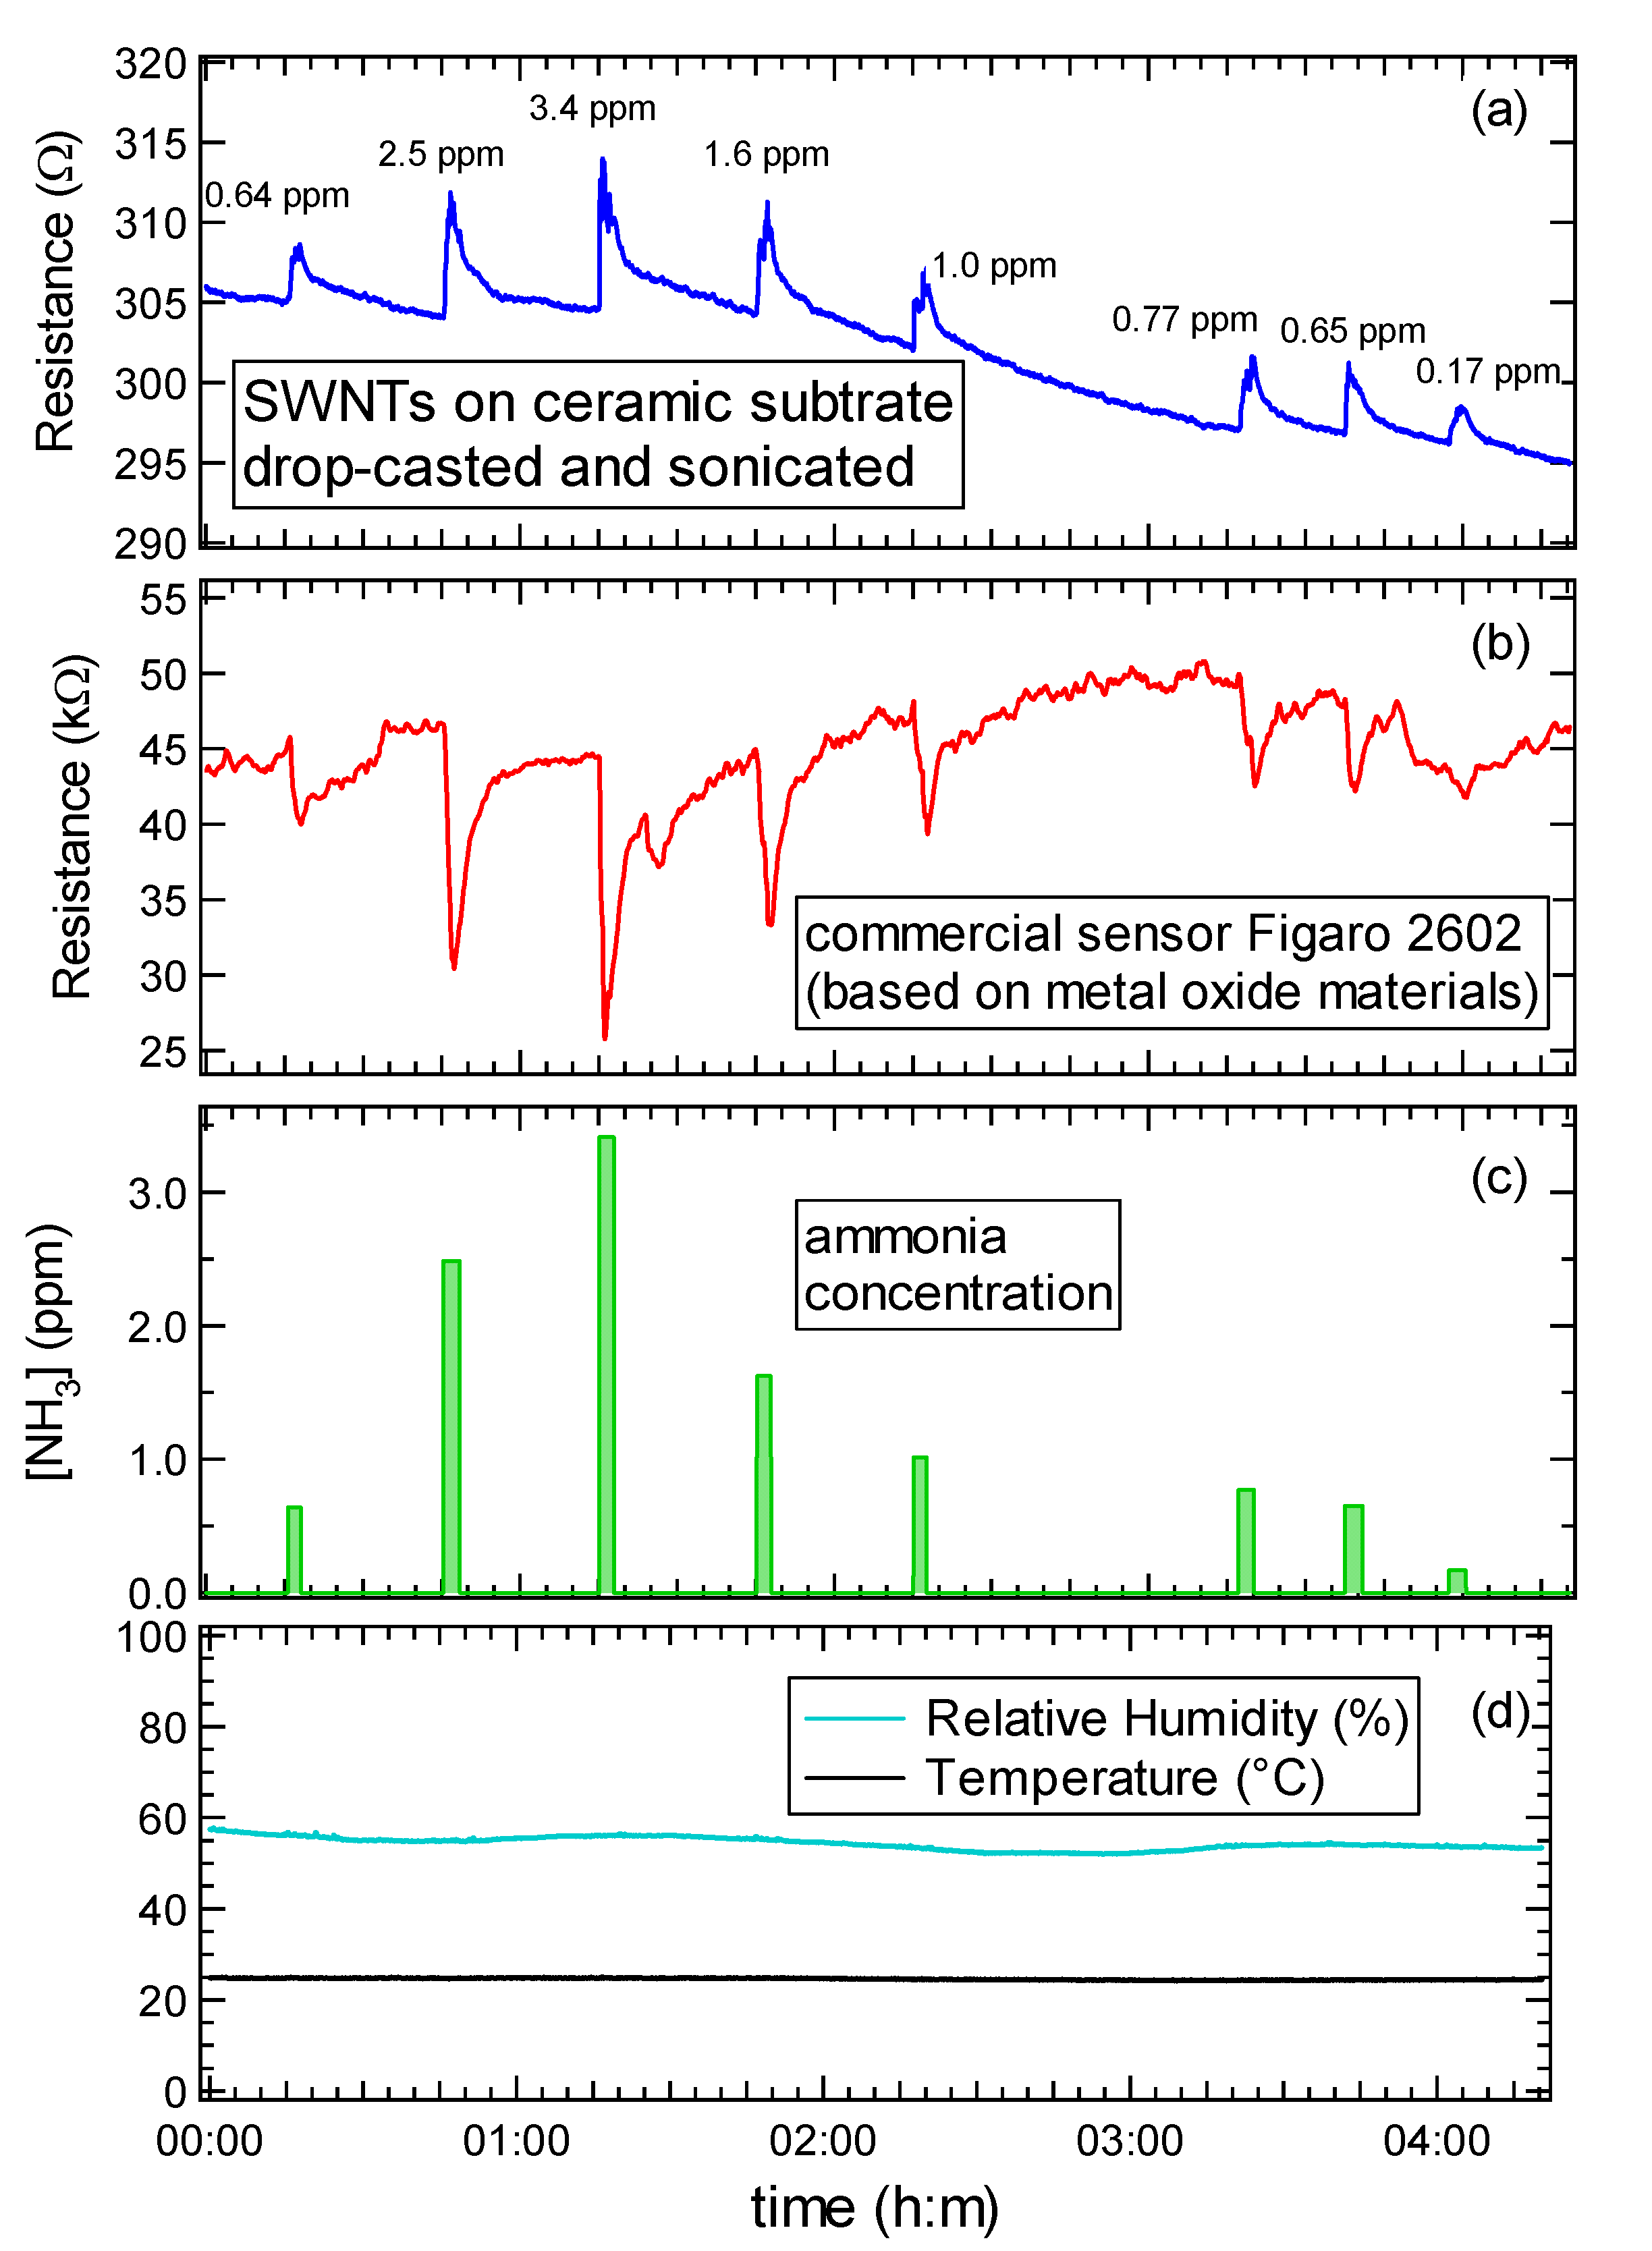 320
315
310
305
300
295
290
Resistance (Ω)
(a)
0.64 ppm
2.5 ppm
3.4 ppm
1.6 ppm
1.0 ppm
0.77 ppm
0.65 ppm
0.17 ppm
SWNTs on ceramic subtrate
drop-casted and sonicated
55
50
45
40
35
30
25
Resistance (kΩ)
(b)
commercial sensor Figaro 2602
(based on metal oxide materials)
3.0
2.0
1.0
0.0
[NH3] (ppm)
(c)
ammonia
concentration
100
80
60
40
20
0
(d)
Relative Humidity (%)
Temperature (°C)
00:00 01:00 02:00 03:00 04:00
time (h:m)